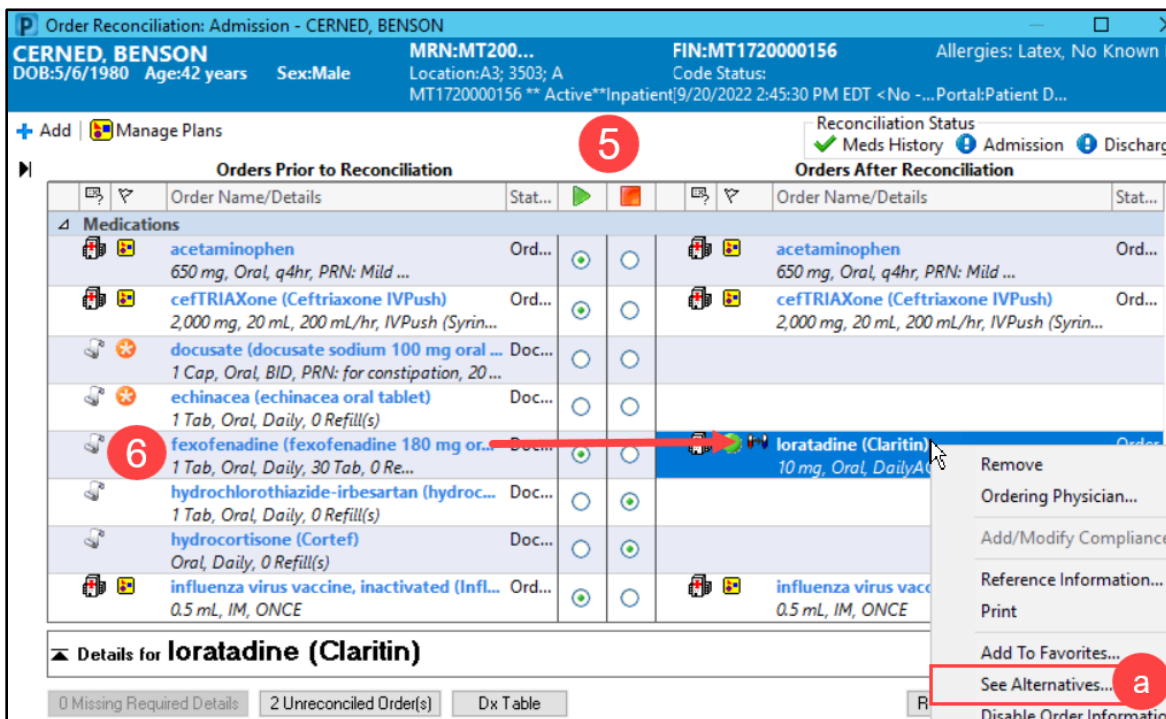 Order Reconciliation: Admission - CERNED, BENSON
CERNED, BENSON MRN:MT200... FIN:MT1720000156 Allergies: Latex, No Known
DOB:5/6/1980 Age:42 years Sex:Male Location:A3; 3503; A Code Status:
MT1720000156 ** Active**Inpatient[9/20/2022 2:45:30 PM EDT <No -... Portal:Patient D...
Add Manage Plans
Reconciliation Status
Meds History Admission Discharg
5
Orders Prior to Reconciliation Orders After Reconciliation
Order Name/Details Stat... Order Name/Details Stat...
Medications
acetaminophen Ord... acetaminophen Ord...
650 mg, Oral, q4hr, PRN: Mild ... 650 mg, Oral, q4hr, PRN: Mild ...
cefTRIAXone (Ceftriaxone IVPush) Ord... cefTRIAXone (Ceftriaxone IVPush) Ord...
2,000 mg, 20 mL, 200 mL/hr, IVPush (Syrin... 2,000 mg, 20 mL, 200 mL/hr, IVPush (Syrin...
docusate (docusate sodium 100 mg oral ... Doc...
1 Cap, Oral, BID, PRN: for constipation, 20 ...
echinacea (echinacea oral tablet) Doc...
1 Tab, Oral, Daily, 0 Refill(s)
6 fexofenadine (fexofenadine 180 mg or... Docu... loratadine (Claritin) Order
1 Tab, Oral, Daily, 30 Tab, 0 Re... 10 mg, Oral, DailyA
hydrochlorothiazide-irbesartan (hydroc... Doc...
1 Tab, Oral, Daily, 0 Refill(s)
hydrocortisone (Cortef) Doc...
Oral, Daily, 0 Refill(s)
influenza virus vaccine, inactivated (Infl... Ord... influenza virus vacc
0.5 mL, IM, ONCE 0.5 mL, IM, ONCE
Remove
Ordering Physician...
Add/Modify Compliance
Reference Information...
Print
Add To Favorites...
See Alternatives... a
Disable Order Informatio
Details for loratadine (Claritin)
0 Missing Required Details 2 Unreconciled Order(s) Dx Table R